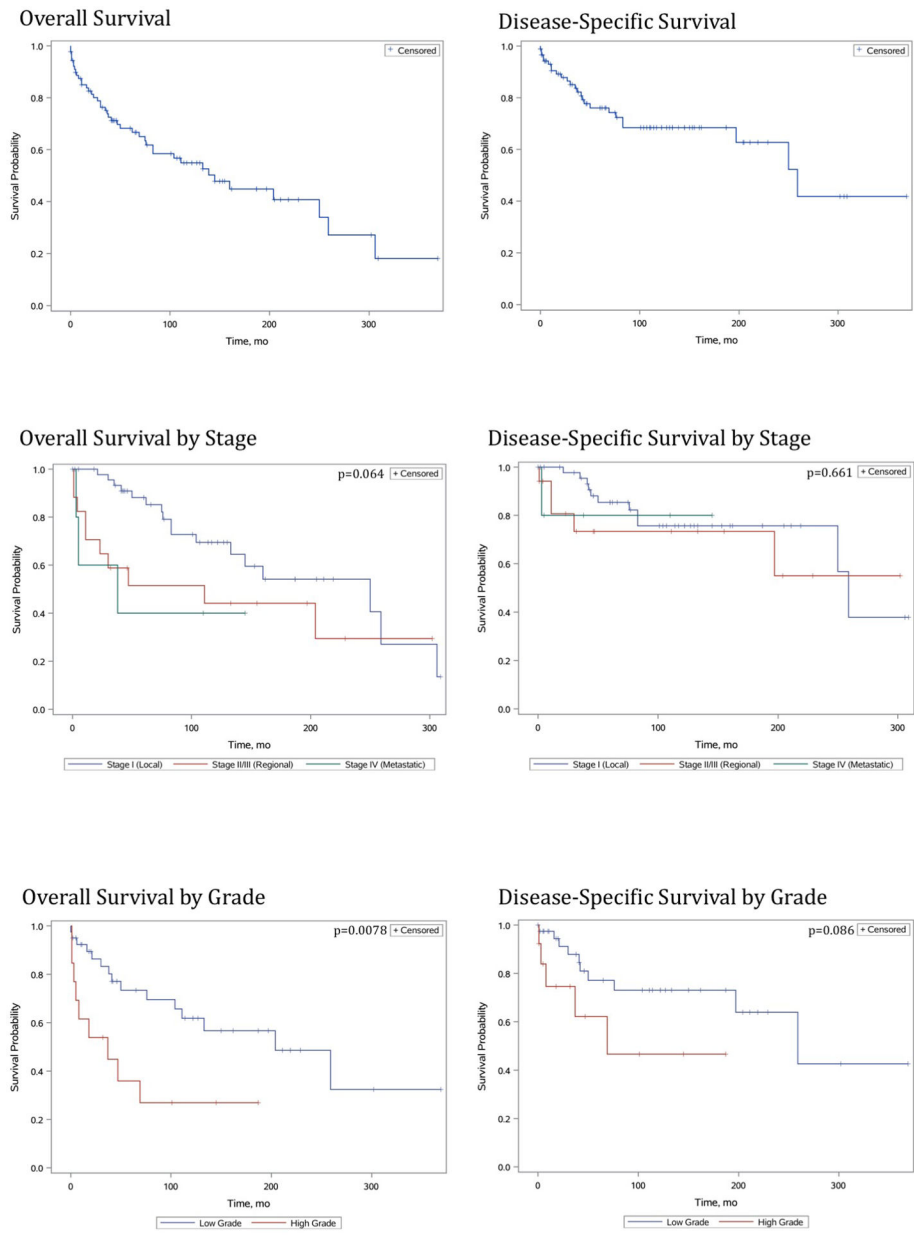 Overall Survival
Disease-Specific Survival
+ Censored
+ Censored
Survival Probability
1.0
0.8
0.6
0.4
0.2
0.0
0
100
200
300
Time, mo
Survival Probability
1.0
0.8
0.6
0.4
0.2
0.0
0
100
200
300
Time, mo
Overall Survival by Stage
Disease-Specific Survival by Stage
p=0.064
+ Censored
Survival Probability
1.0
0.8
0.6
0.4
0.2
0.0
0
100
200
300
Time, mo
Stage I (Local) Stage II/III (Regional) Stage IV (Metastatic)
p=0.661
+ Censored
Survival Probability
1.0
0.8
0.6
0.4
0.2
0.0
0
100
200
300
Time, mo
Stage I (Local) Stage II/III (Regional) Stage IV (Metastatic)
Overall Survival by Grade
Disease-Specific Survival by Grade
p=0.0078
+ Censored
Survival Probability
1.0
0.8
0.6
0.4
0.2
0.0
0
100
200
300
Time, mo
Low Grade High Grade
p=0.086
+ Censored
Survival Probability
1.0
0.8
0.6
0.4
0.2
0.0
0
100
200
300
Time, mo
Low Grade High Grade